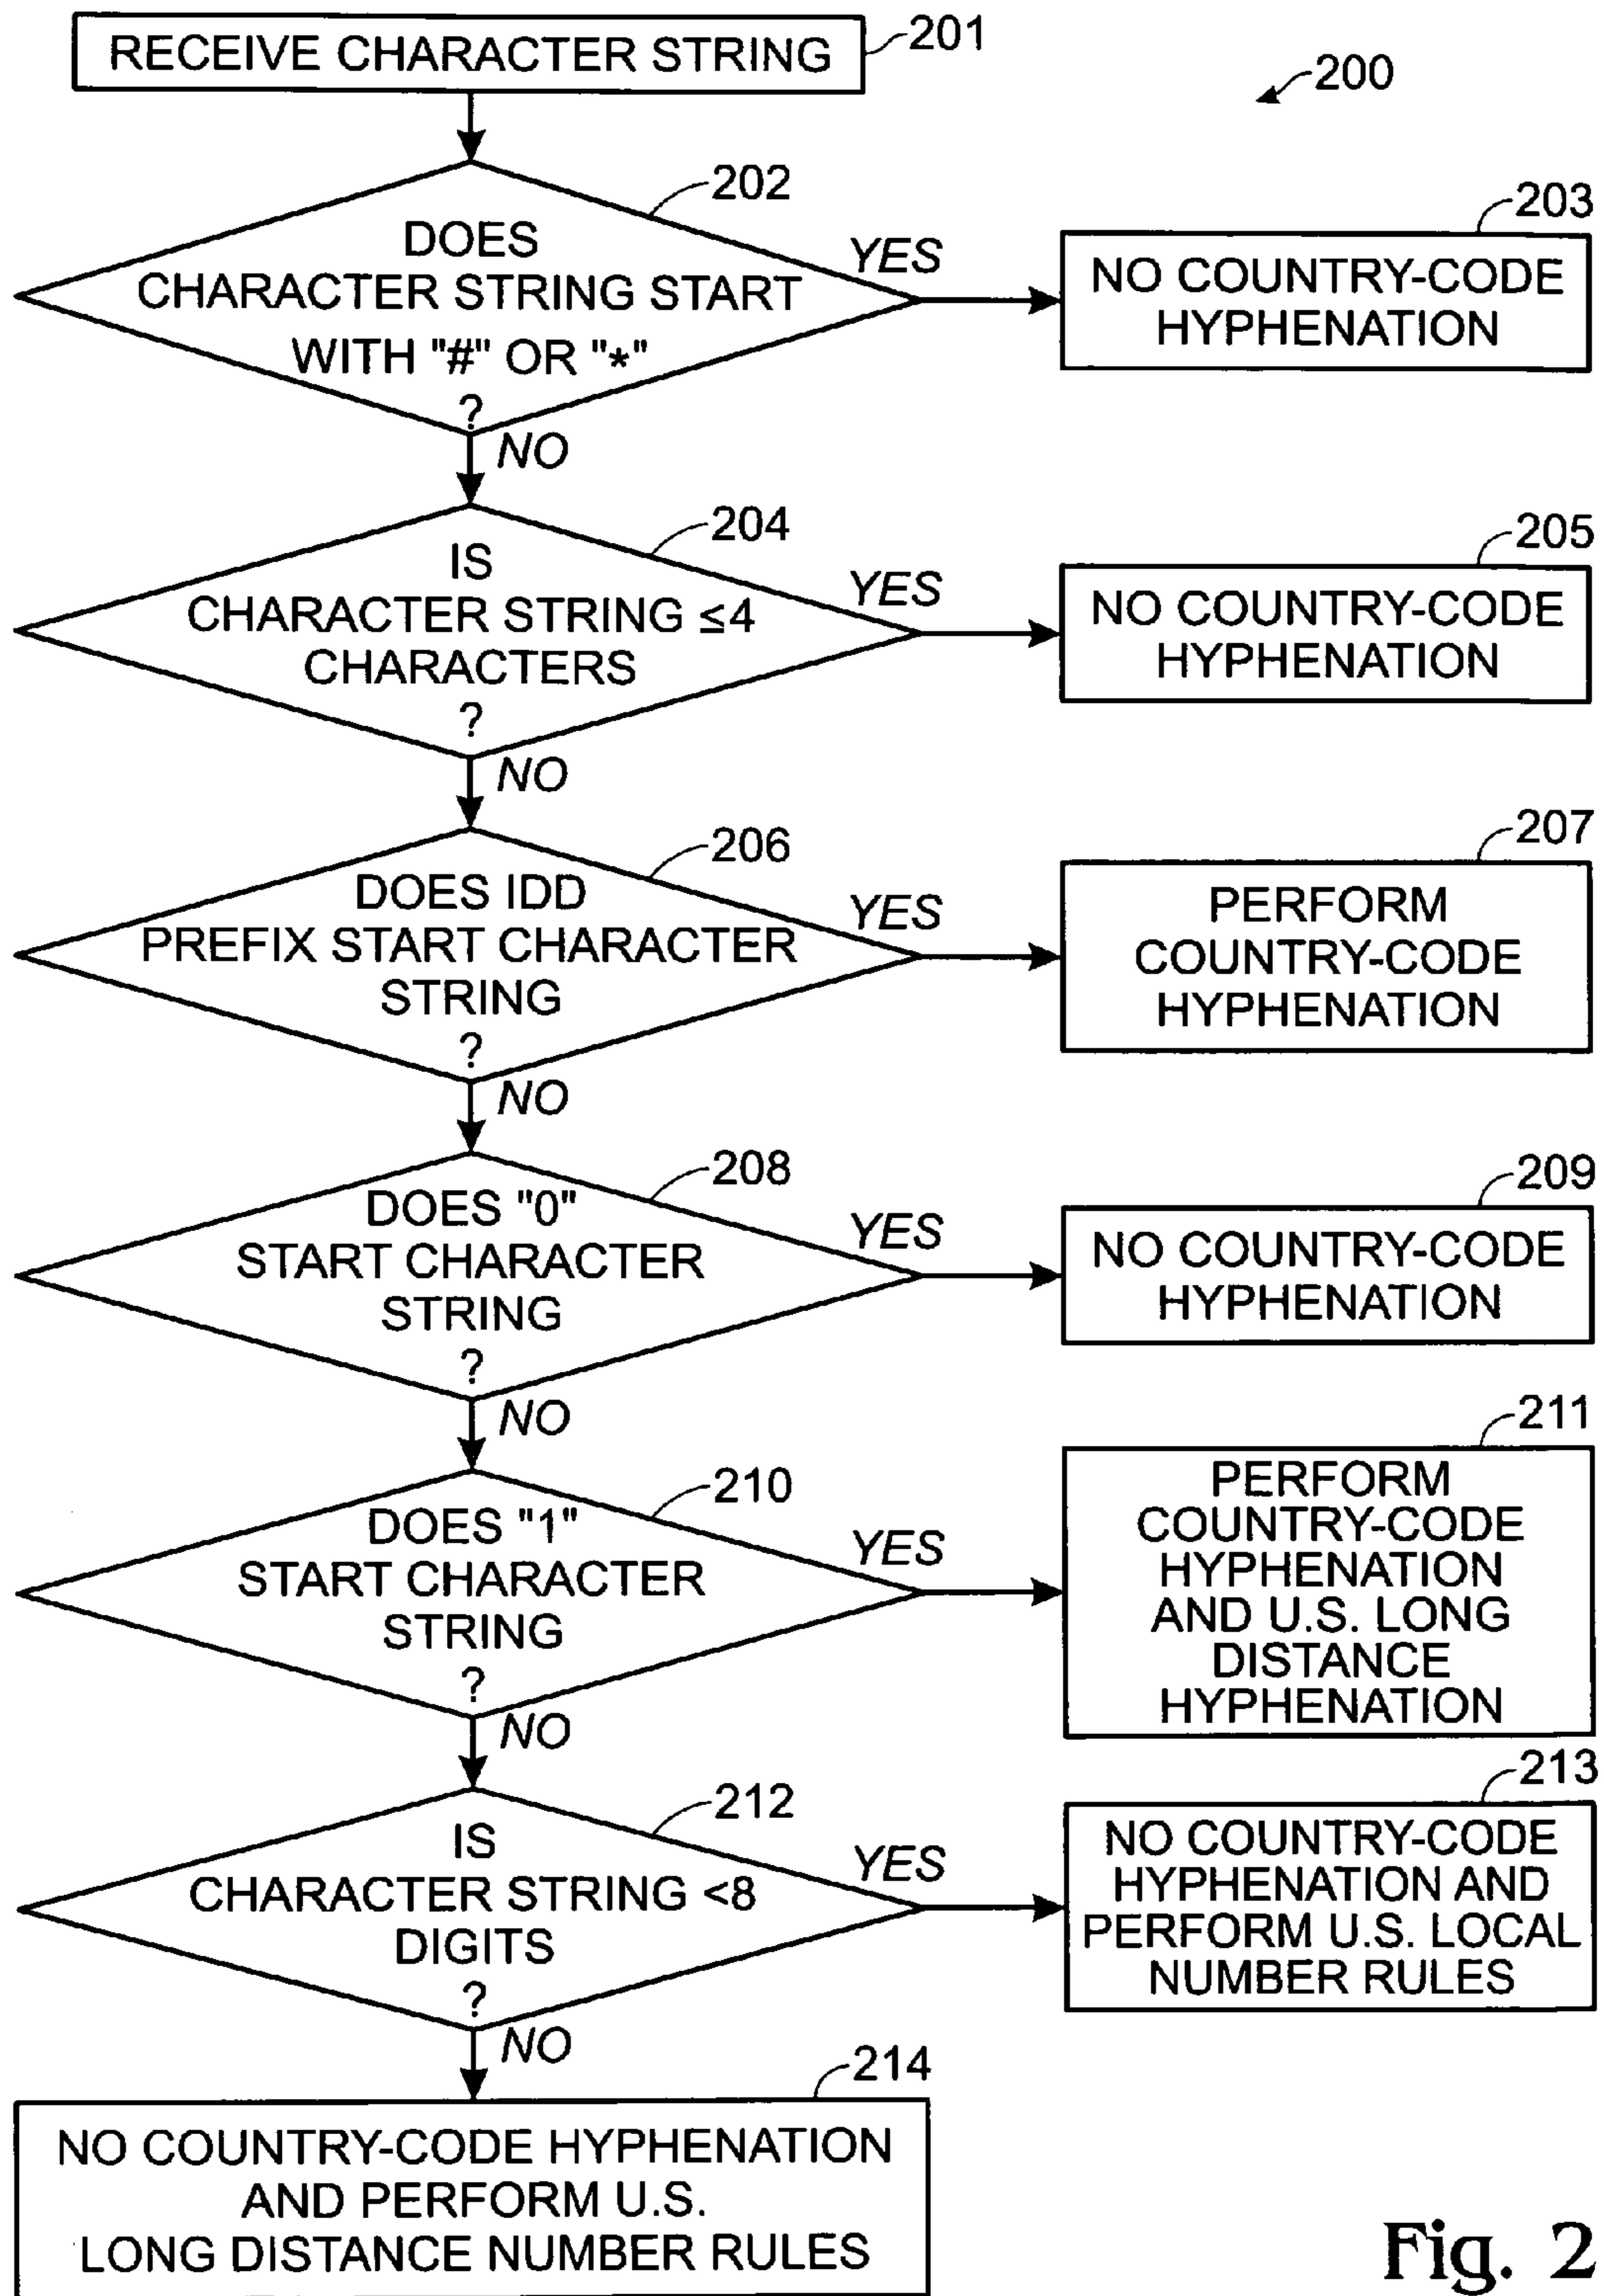 RECEIVE CHARACTER STRING
201
200
DOES
CHARACTER STRING START
WITH "#" OR "*"
?
202
YES
NO
203
NO COUNTRY-CODE
HYPHENATION
IS
CHARACTER STRING ≤4
CHARACTERS
?
204
YES
NO
205
NO COUNTRY-CODE
HYPHENATION
DOES IDD
PREFIX START CHARACTER
STRING
?
206
YES
NO
207
PERFORM
COUNTRY-CODE
HYPHENATION
DOES "0"
START CHARACTER
STRING
?
208
YES
NO
209
NO COUNTRY-CODE
HYPHENATION
DOES "1"
START CHARACTER
STRING
?
210
YES
NO
211
PERFORM
COUNTRY-CODE
HYPHENATION
AND U.S. LONG
DISTANCE
HYPHENATION
IS
CHARACTER STRING <8
DIGITS
?
212
YES
NO
213
NO COUNTRY-CODE
HYPHENATION AND
PERFORM U.S. LOCAL
NUMBER RULES
214
NO COUNTRY-CODE HYPHENATION
AND PERFORM U.S.
LONG DISTANCE NUMBER RULES
Fig. 2